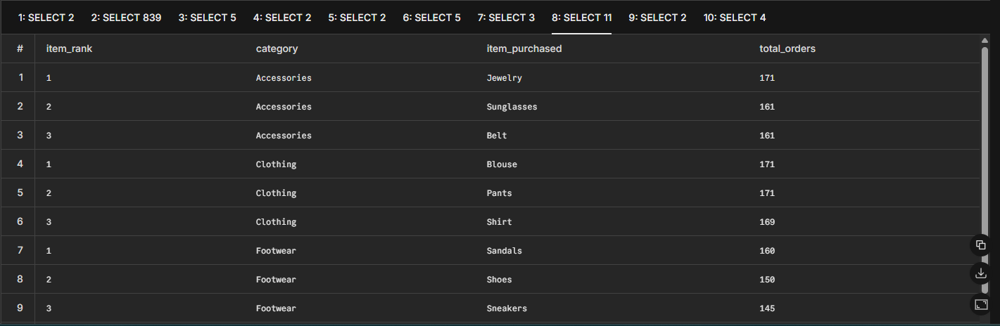 1: SELECT 2 2: SELECT 839 3: SELECT 5 4: SELECT 2 5: SELECT 2 6: SELECT 5 7: SELECT 3 8: SELECT 11 9: SELECT 2 10: SELECT 4
# item_rank category item_purchased total_orders
1 1 Accessories Jewelry 171
2 2 Accessories Sunglasses 161
3 3 Accessories Belt 161
4 1 Clothing Blouse 171
5 2 Clothing Pants 171
6 3 Clothing Shirt 169
7 1 Footwear Sandals 160
8 2 Footwear Shoes 150
9 3 Footwear Sneakers 145